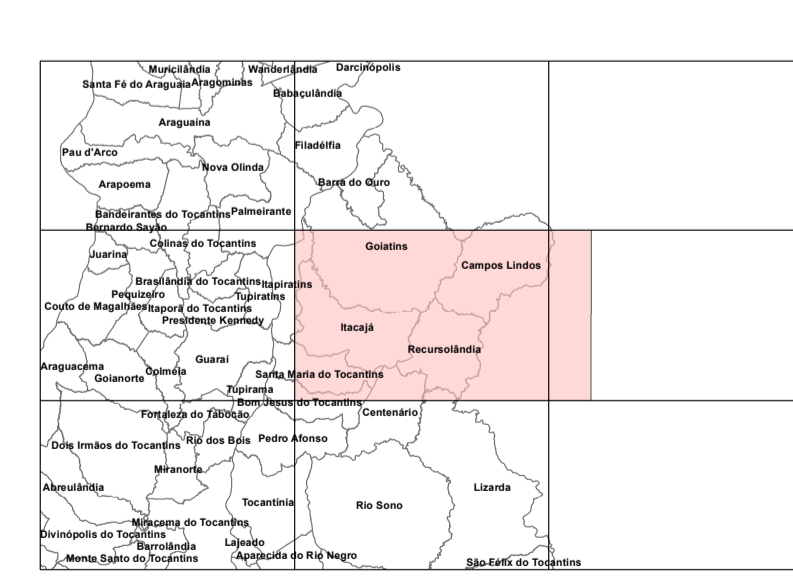 Muricilândia
Wanderlândia
Darcinópolis
Santa Fé do Araguaia
Aragominas
Babaçulândia
Araguaína
Filadélfia
Pau d'Arco
Nova Olinda
Arapoema
Barra do Ouro
Bandeirantes do Tocantins
Palmeirante
Bernardo Sayão
Colinas do Tocantins
Goiatins
Juarina
Campos Lindos
Brasilândia do Tocantins
Itapiratins
Pequizeiro
Tupiratins
Couto de Magalhães
Itaporã do Tocantins
Presidente Kennedy
Itacajá
Recursolândia
Guaraí
Araguacema
Colméia
Santa Maria do Tocantins
Goianorte
Tupirama
Bom Jesus do Tocantins
Fortaleza do Tabocão
Centenário
Dois Irmãos do Tocantins
Rio dos Bois
Pedro Afonso
Miranorte
Abreulândia
Lizarda
Tocantínia
Rio Sono
Miracema do Tocantins
Divinópolis do Tocantins
Lajeado
Barrolândia
Aparecida do Rio Negro
Monte Santo do Tocantins
São Félix do Tocantins